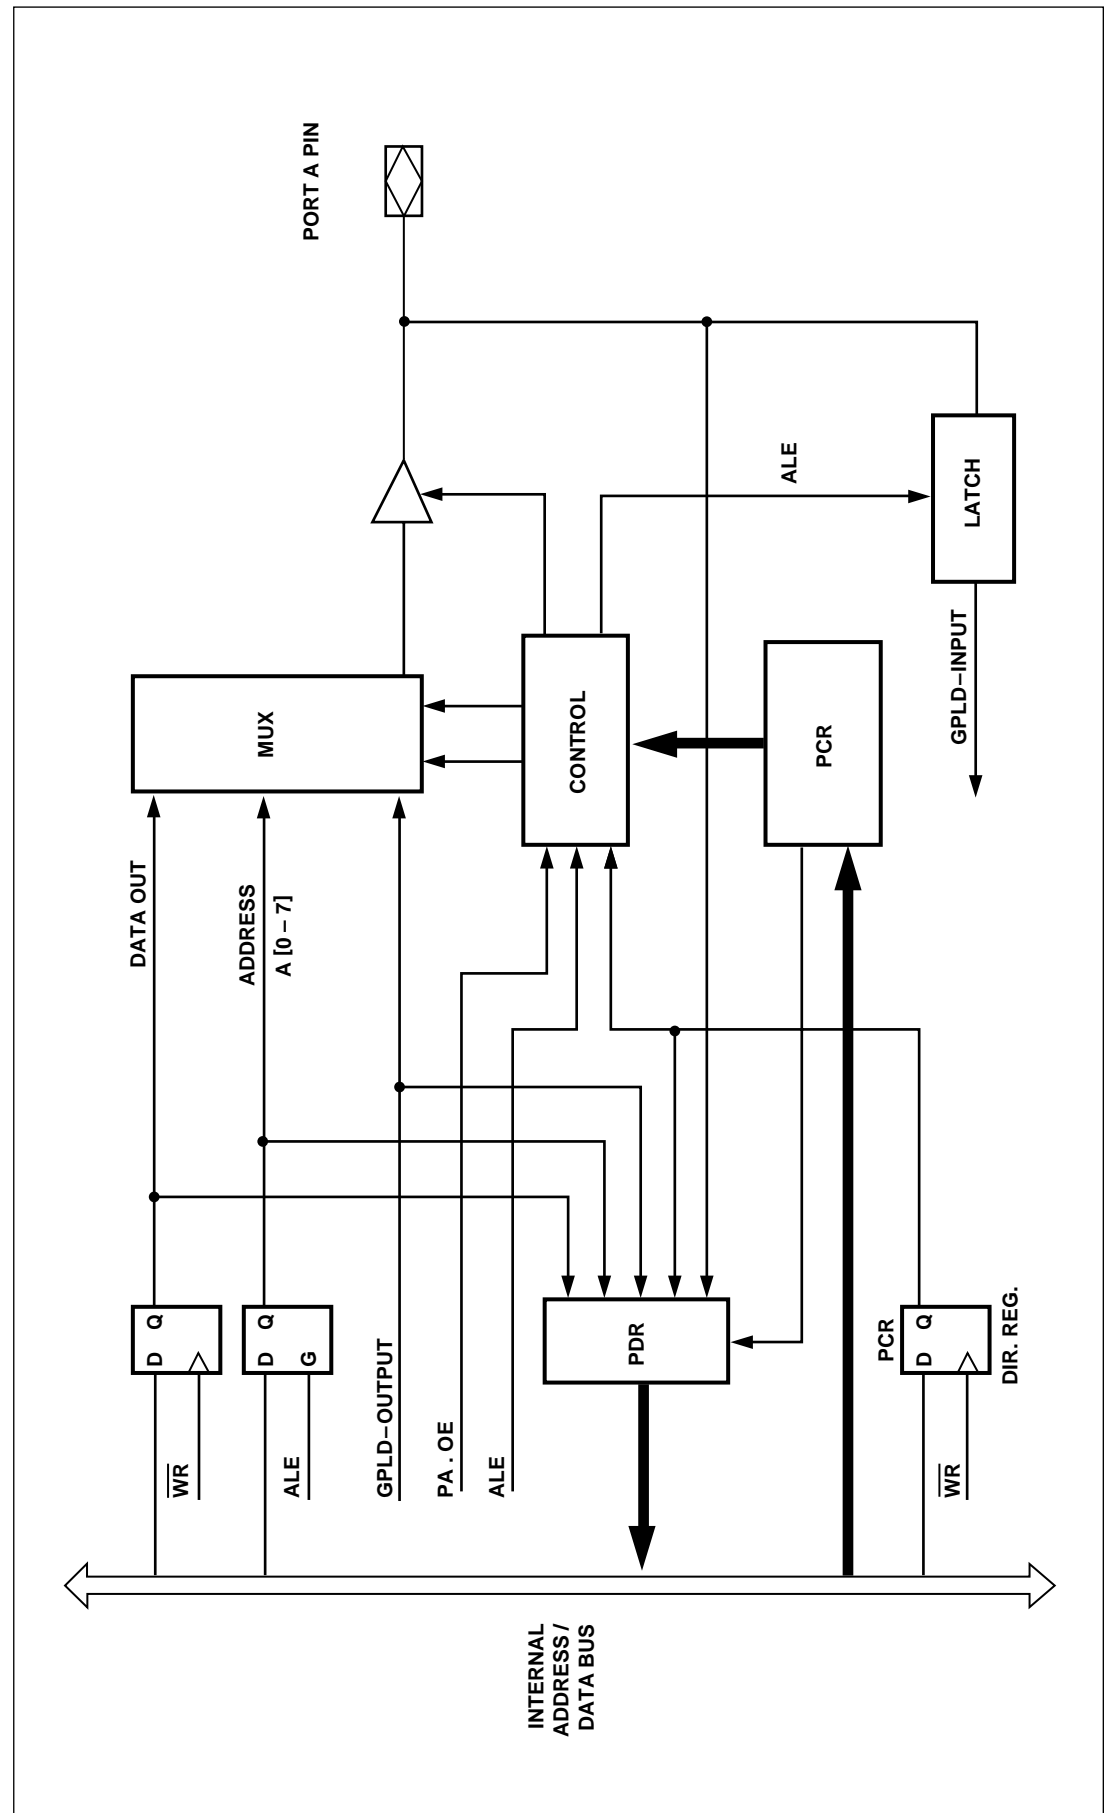 INTERNAL
ADDRESS /
DATA BUS
WR
D Q
DATA OUT
ALE
D Q
G
ADDRESS
A [0 – 7]
MUX
PORT A PIN
GPLD–OUTPUT
PA . OE
ALE
CONTROL
PDR
ALE
PCR
WR
PCR
D Q
DIR. REG.
GPLD–INPUT
LATCH